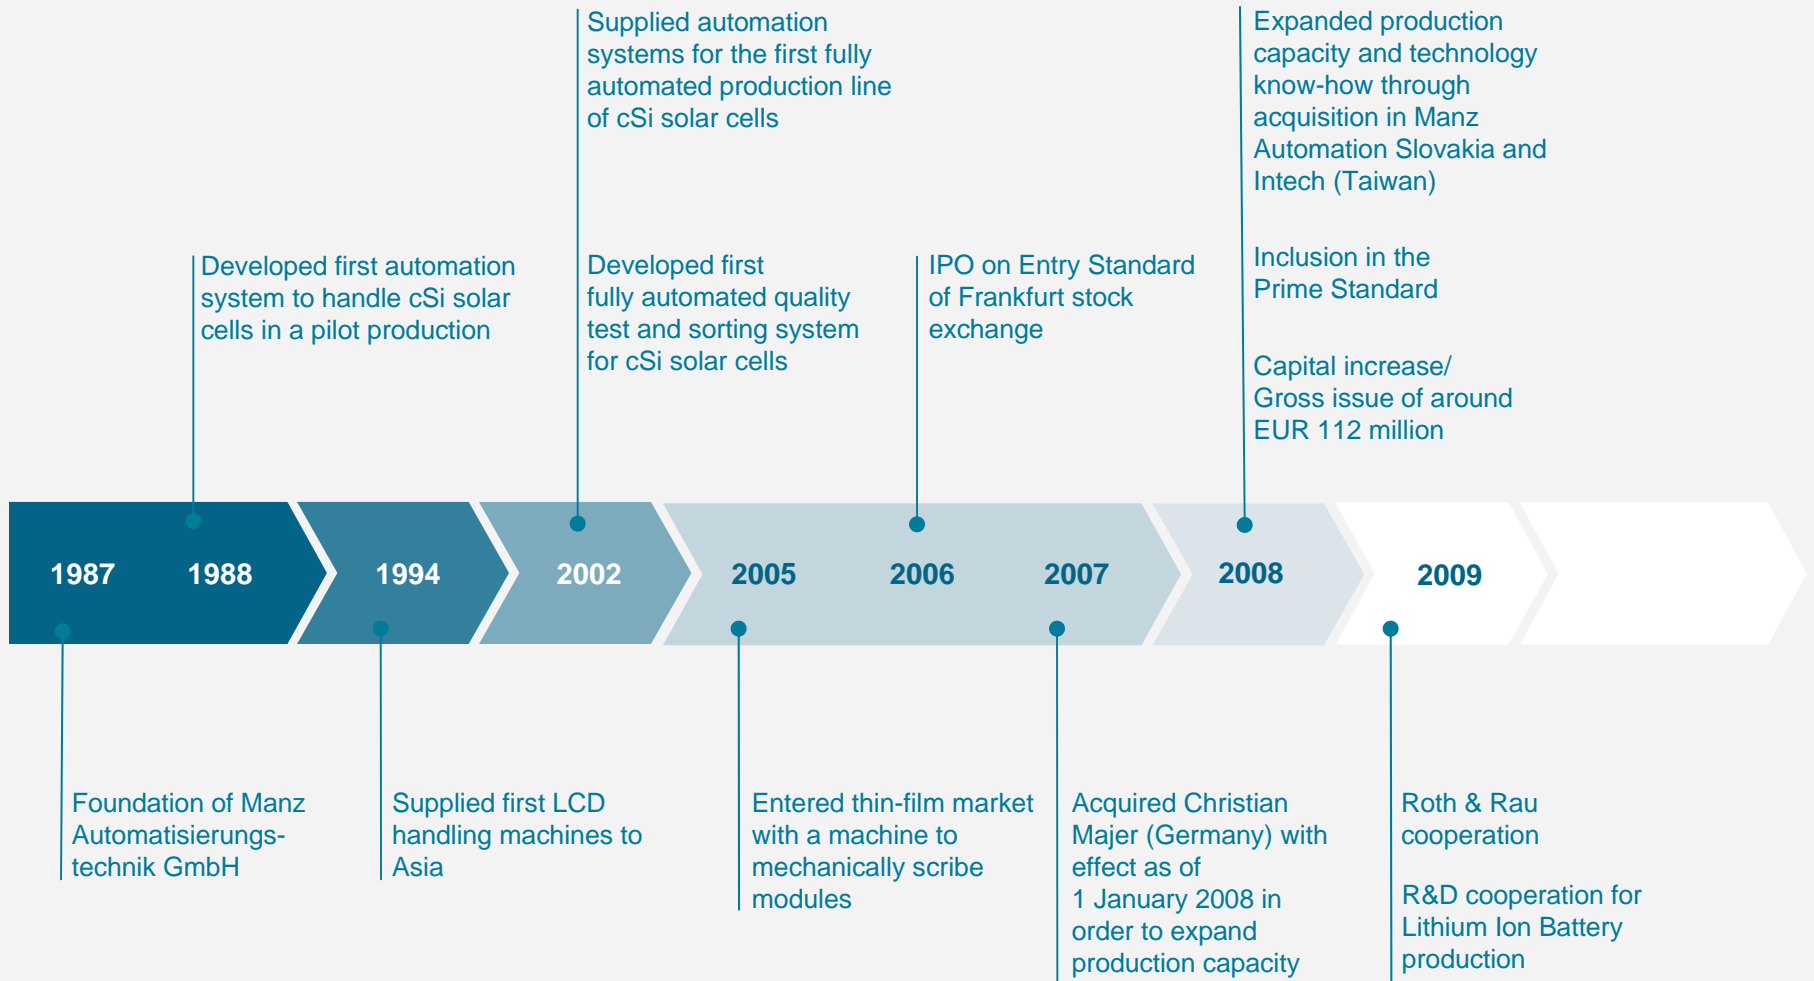 Supplied automation
systems for the first fully
automated production line
of cSi solar cells
Expanded production
capacity and technology
know-how through
acquisition in Manz
Automation Slovakia and
Intech (Taiwan)
Developed first automation
system to handle cSi solar
cells in a pilot production
Developed first
fully automated quality
test and sorting system
for cSi solar cells
IPO on Entry Standard
of Frankfurt stock
exchange
Inclusion in the
Prime Standard
Capital increase/
Gross issue of around
EUR 112 million
1987
1988
1994
2002
2005
2006
2007
2008
2009
Foundation of Manz
Automatisierungs-
technik GmbH
Supplied first LCD
handling machines to
Asia
Entered thin-film market
with a machine to
mechanically scribe
modules
Acquired Christian
Majer (Germany) with
effect as of
1 January 2008 in
order to expand
production capacity
Roth & Rau
cooperation
R&D cooperation for
Lithium Ion Battery
production